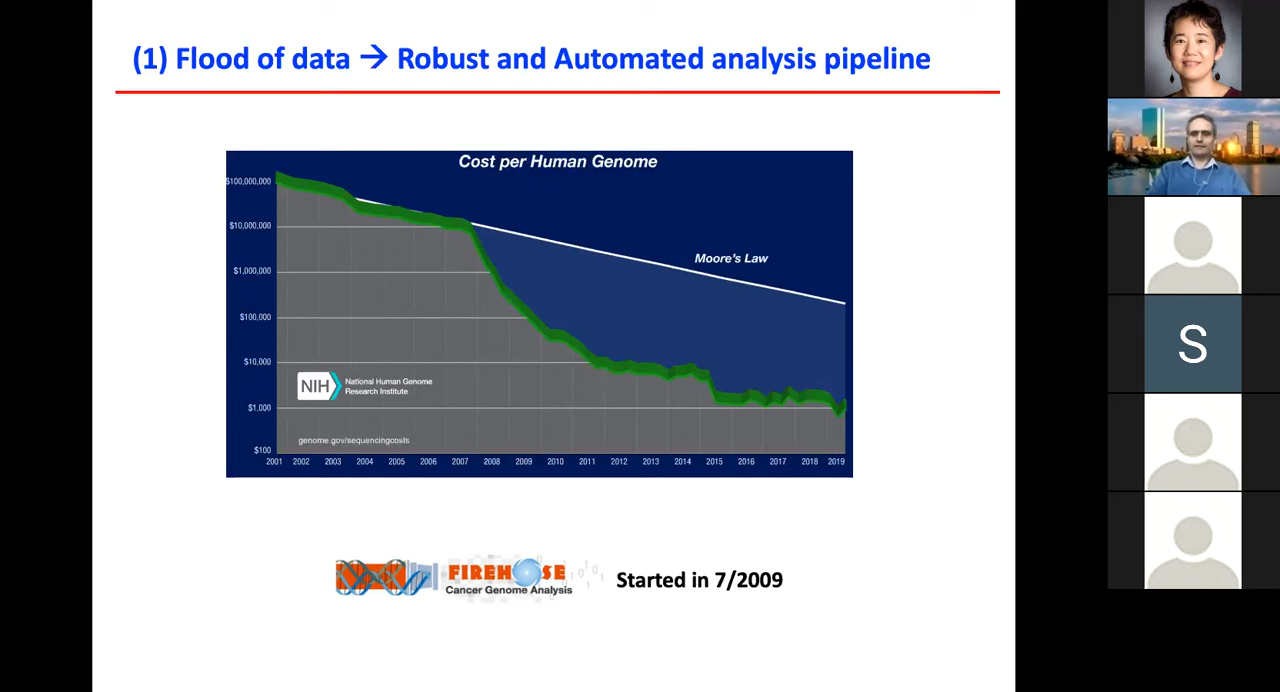 (1) Flood of data → Robust and Automated analysis pipeline
Cost per Human Genome
$100,000,000
$10,000,000
$1,000,000
$100,000
$10,000
$1,000
$100
Moore's Law
NIH
National Human Genome
Research Institute
genome.gov/sequencingcosts
2001 2002 2003 2004 2005 2006 2007 2008 2009 2010 2011 2012 2013 2014 2015 2016 2017 2018 2019
FIREHOSE
Cancer Genome Analysis
Started in 7/2009
S